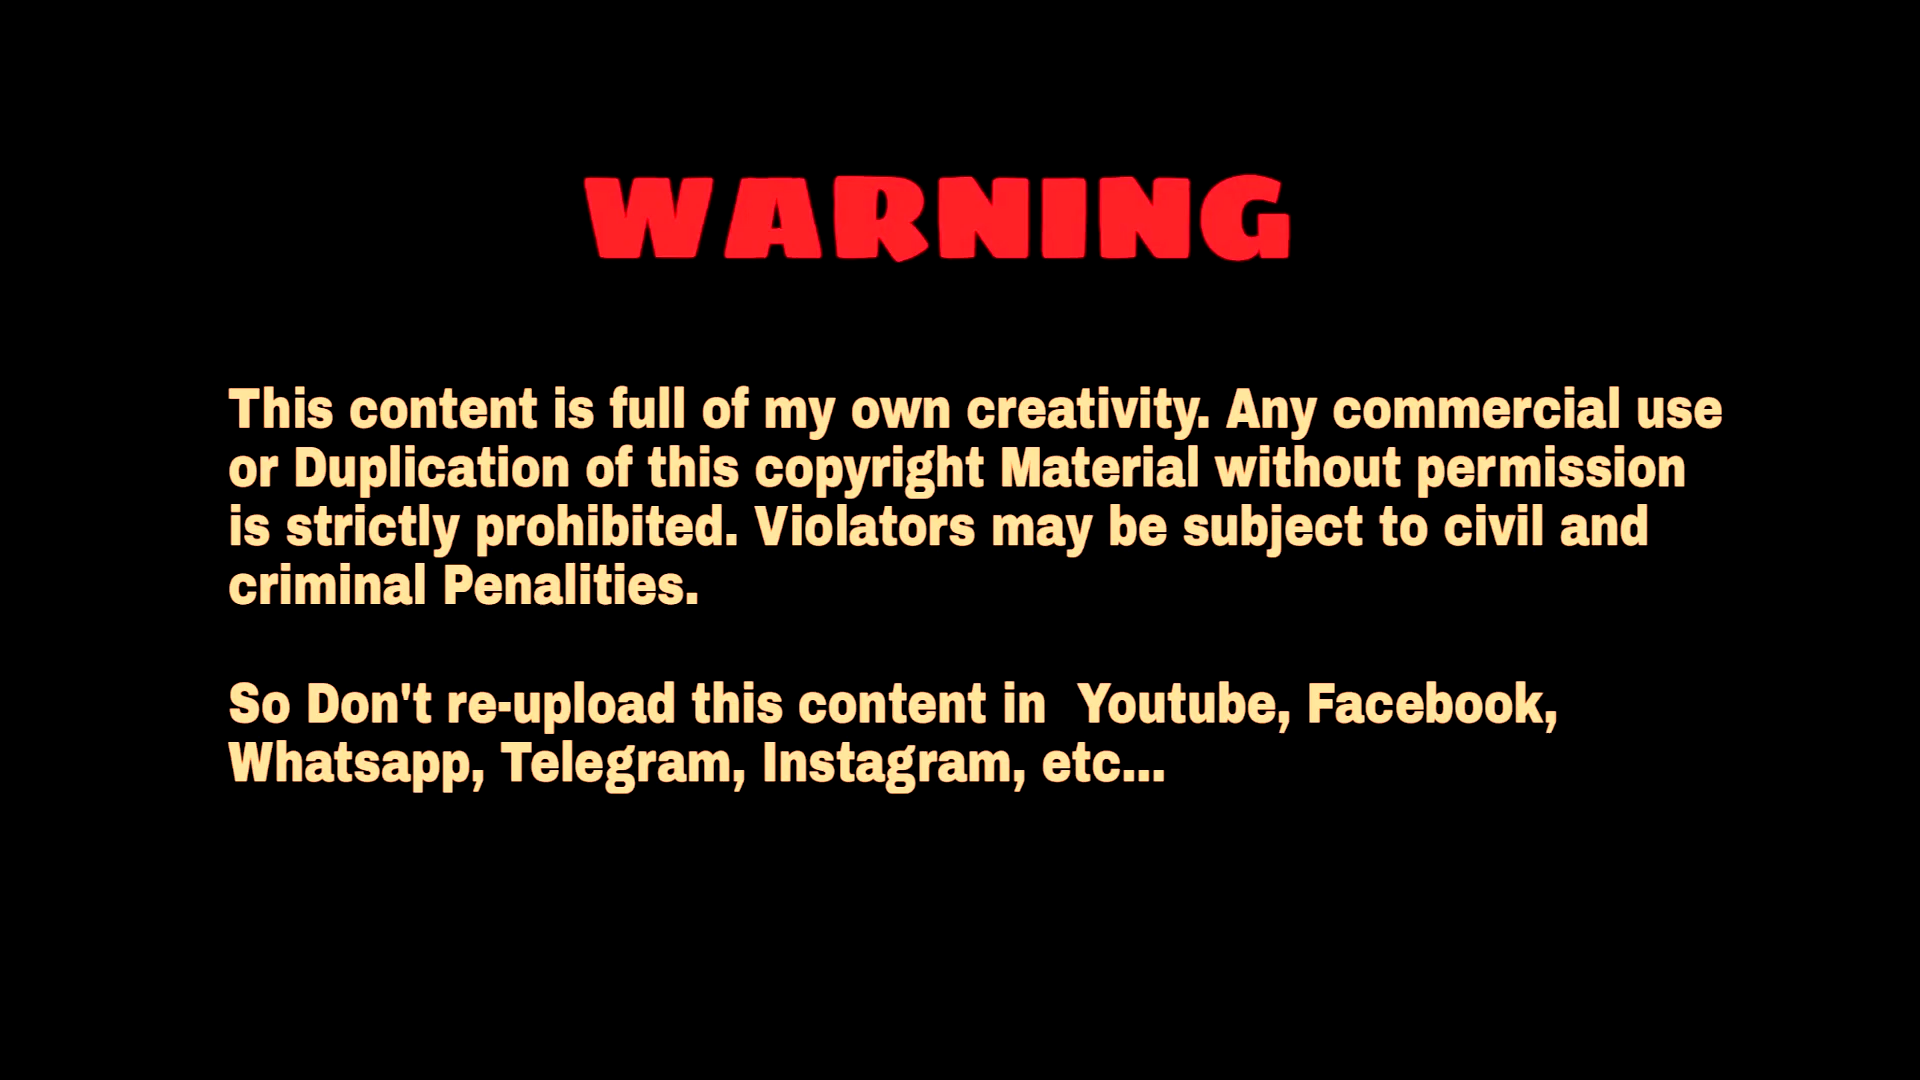 WARNING
This content is full of my own creativity. Any commercial use
or Duplication of this copyright Material without permission
is strictly prohibited. Violators may be subject to civil and
criminal Penalities.
So Don't re-upload this content in  Youtube, Facebook,
Whatsapp, Telegram, Instagram, etc...